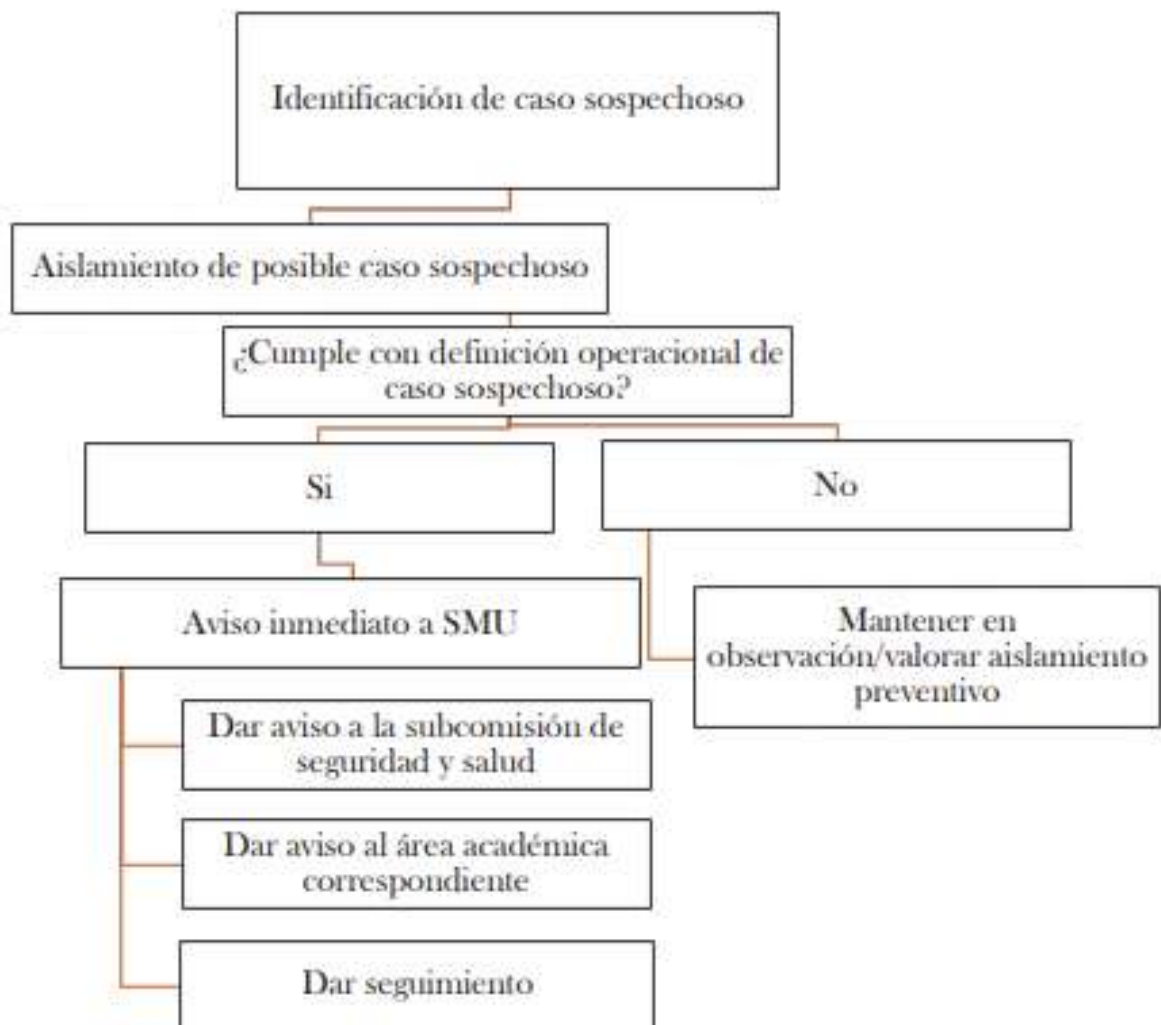 Identificación de caso sospechoso
Aislamiento de posible caso sospechoso
¿Cumple con definición operacional de
caso sospechoso?
Si
No
Aviso inmediato a SMU
Mantener en
observación/valorar aislamiento
preventivo
Dar aviso a la subcomisión de
seguridad y salud
Dar aviso al área académica
correspondiente
Dar seguimiento